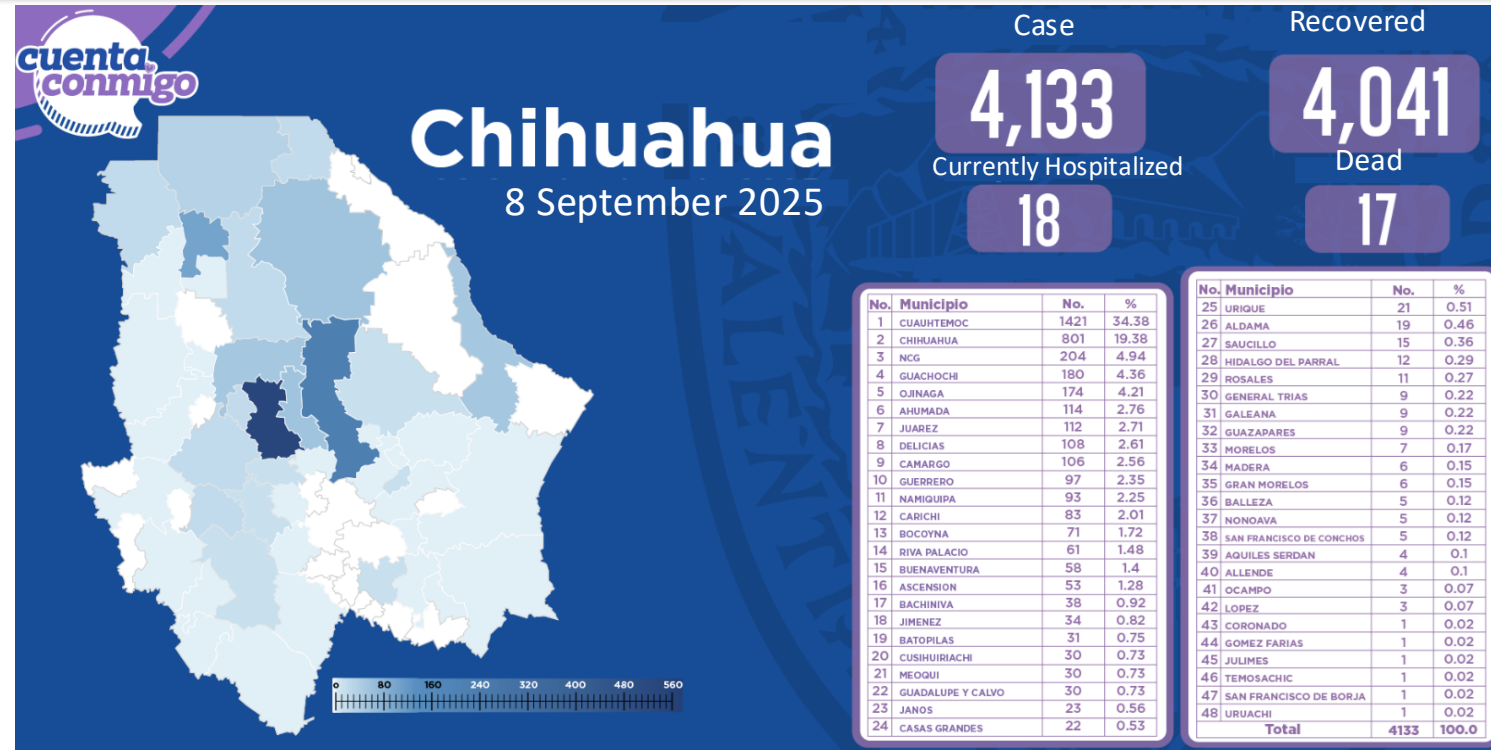 cuenta
conmigo
Chihuahua
8 September 2025
Case
4,133
Recovered
4,041
Currently Hospitalized
18
Dead
17
0 80 160 240 320 400 480 560
No. Municipio No. %
1 CUAUHTEMOC 1421 34.38
2 CHIHUAHUA 801 19.38
3 NCG 204 4.94
4 GUACHOCHI 180 4.36
5 OJINAGA 174 4.21
6 AHUMADA 114 2.76
7 JUAREZ 112 2.71
8 DELICIAS 108 2.61
9 CAMARGO 106 2.56
10 GUERRERO 97 2.35
11 NAMIQUIPA 93 2.25
12 CARICHI 83 2.01
13 BOCOYNA 71 1.72
14 RIVA PALACIO 61 1.48
15 BUENAVENTURA 58 1.4
16 ASCENSION 53 1.28
17 BACHINIVA 38 0.92
18 JIMENEZ 34 0.82
19 BATOPILAS 31 0.75
20 CUSIHUIRIACHI 30 0.73
21 MEOQUI 30 0.73
22 GUADALUPE Y CALVO 30 0.73
23 JANOS 23 0.56
24 CASAS GRANDES 22 0.53
No. Municipio No. %
25 URIQUE 21 0.51
26 ALDAMA 19 0.46
27 SAUCILLO 15 0.36
28 HIDALGO DEL PARRAL 12 0.29
29 ROSALES 11 0.27
30 GENERAL TRIAS 9 0.22
31 GALEANA 9 0.22
32 GUAZAPARES 9 0.22
33 MORELOS 7 0.17
34 MADERA 6 0.15
35 GRAN MORELOS 6 0.15
36 BALLEZA 5 0.12
37 NONOAVA 5 0.12
38 SAN FRANCISCO DE CONCHOS 5 0.12
39 AQUILES SERDAN 4 0.1
40 ALLENDE 4 0.1
41 OCAMPO 3 0.07
42 LOPEZ 3 0.07
43 CORONADO 1 0.02
44 GOMEZ FARIAS 1 0.02
45 JULIMES 1 0.02
46 TEMOSACHIC 1 0.02
47 SAN FRANCISCO DE BORJA 1 0.02
48 URUACHI 1 0.02
Total 4133 100.0